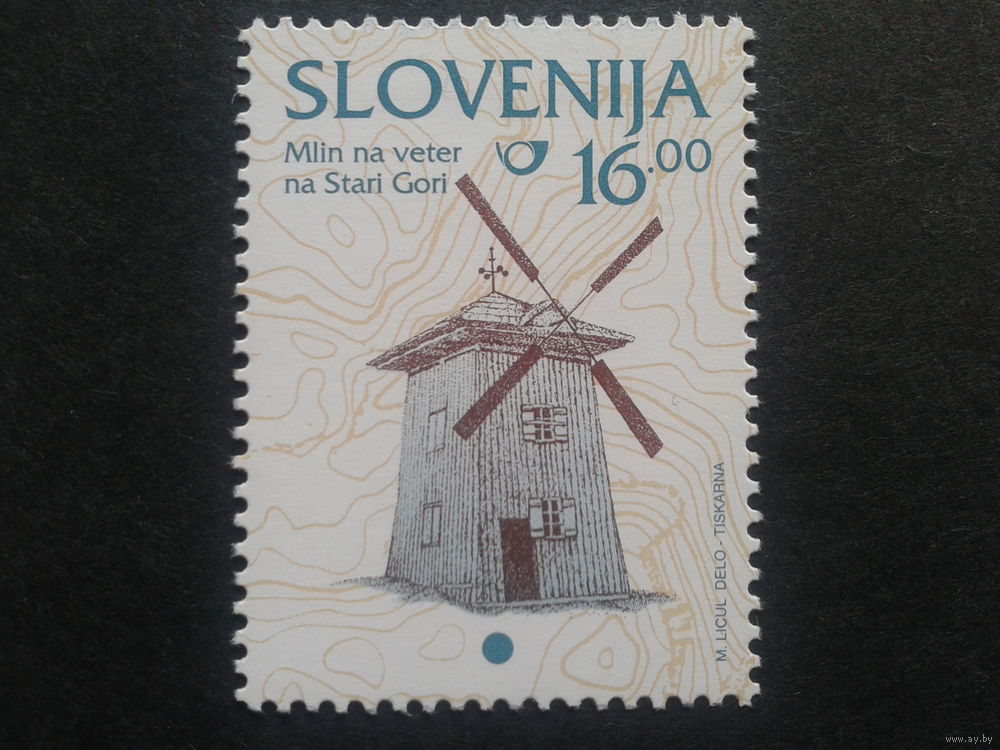 SLOVENIJA
Mlin na veter
na Stari Gori
16.00
M. LICUL DELO - TISKARNA
www.ay.by